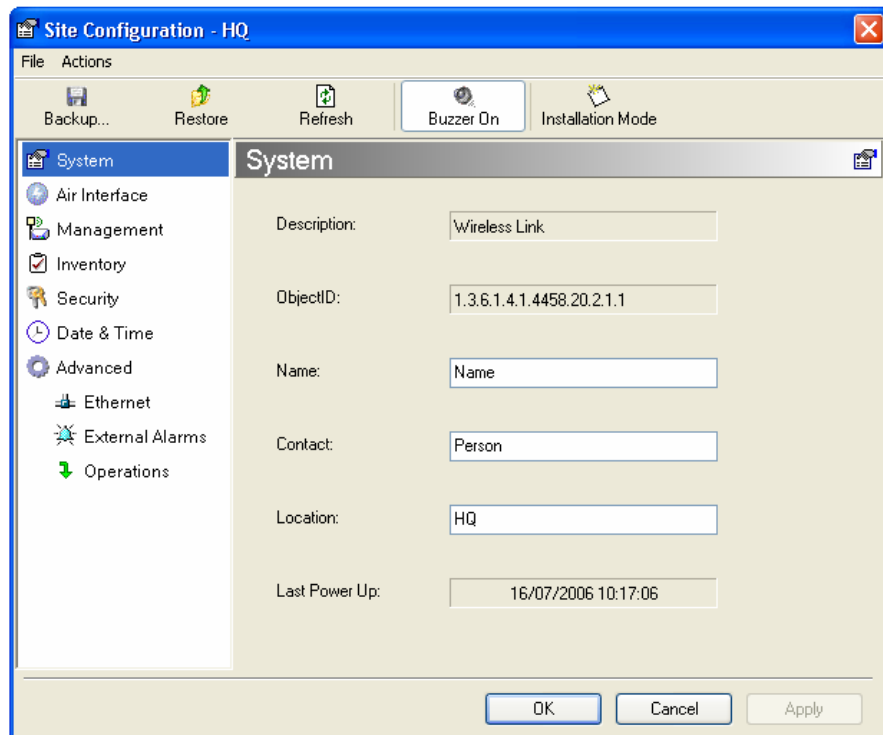 Site Configuration - HQ
File Actions
Backup... Restore Refresh Buzzer On Installation Mode
System
Air Interface
Management
Inventory
Security
Date & Time
Advanced
Ethernet
External Alarms
Operations
System
Description: Wireless Link
ObjectID: 1.3.6.1.4.1.4458.20.2.1.1
Name: Name
Contact: Person
Location: HQ
Last Power Up: 16/07/2006 10:17:06
OK Cancel Apply